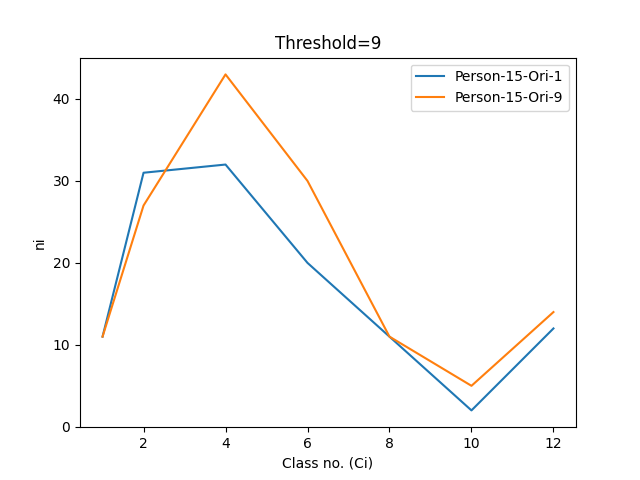 Threshold=9
Person-15-Ori-1
Person-15-Ori-9
ni
40
30
20
10
0
2 4 6 8 10 12
Class no. (Ci)